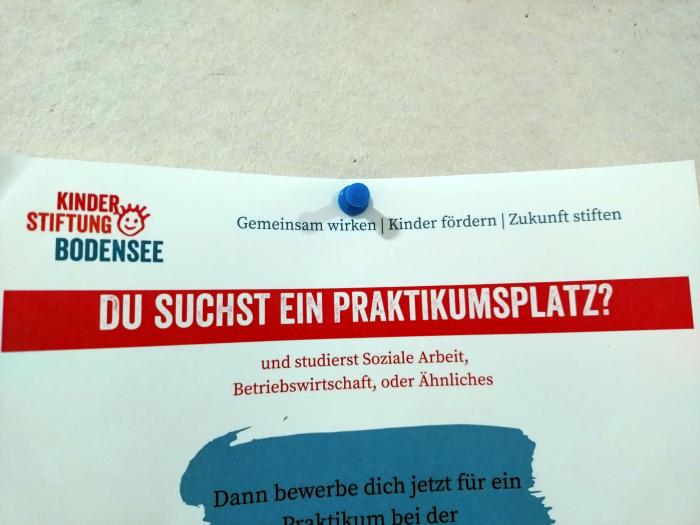 KINDER
STIFTUNG
BODENSEE
Gemeinsam wirken | Kinder fördern | Zukunft stiften
DU SUCHST EIN PRAKTIKUMSPLATZ?
und studierst Soziale Arbeit,
Betriebswirtschaft, oder Ähnliches
Dann bewerbe dich jetzt für ein
Praktikum bei der